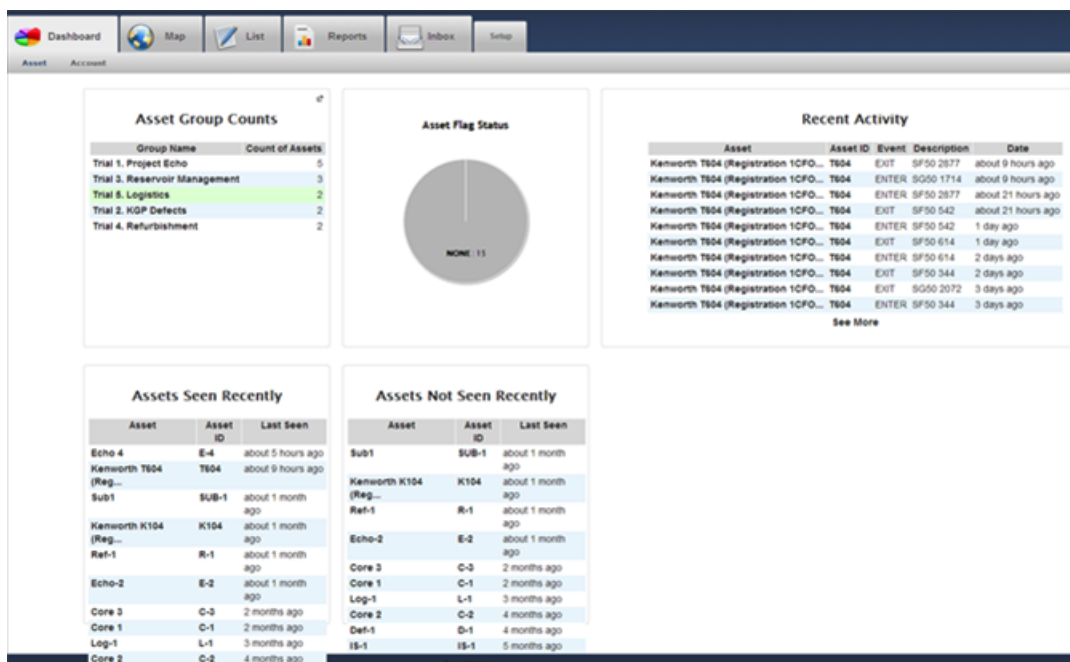 Dashboard Map List Reports Inbox Setup
Asset Account
Asset Group Counts
Group Name Count of Assets
Trial 1. Project Echo 5
Trial 3. Reservoir Management 3
Trial 5. Logistics 2
Trial 2. KGP Defects 2
Trial 4. Refurbishment 2
Asset Flag Status
NONE: 15
Recent Activity
Asset Asset ID Event Description Date
Kenworth T604 (Registration 1CFO... T604 EXIT SF50 2877 about 9 hours ago
Kenworth T604 (Registration 1CFO... T604 ENTER SG50 1714 about 9 hours ago
Kenworth T604 (Registration 1CFO... T604 ENTER SF50 2877 about 21 hours ago
Kenworth T604 (Registration 1CFO... T604 EXIT SF50 542 about 21 hours ago
Kenworth T604 (Registration 1CFO... T604 ENTER SF50 542 1 day ago
Kenworth T604 (Registration 1CFO... T604 EXIT SF50 614 1 day ago
Kenworth T604 (Registration 1CFO... T604 ENTER SF50 614 2 days ago
Kenworth T604 (Registration 1CFO... T604 EXIT SF50 344 2 days ago
Kenworth T604 (Registration 1CFO... T604 EXIT SG50 2072 3 days ago
Kenworth T604 (Registration 1CFO... T604 ENTER SF50 344 3 days ago
See More
Assets Seen Recently
Asset Asset Last Seen
ID
Echo 4 E-4 about 5 hours ago
Kenworth T604 T604 about 9 hours ago
(Reg...
Sub1 SUB-1 about 1 month
ago
Kenworth K104 K104 about 1 month
(Reg... ago
Ref-1 R-1 about 1 month
ago
Echo-2 E-2 about 1 month
ago
Core 3 C-3 2 months ago
Core 1 C-1 2 months ago
Log-1 L-1 3 months ago
Core 2 C-2 4 months ago
Assets Not Seen Recently
Asset Asset Last Seen
ID
Sub1 SUB-1 about 1 month
ago
Kenworth K104 K104 about 1 month
(Reg... ago
Ref-1 R-1 about 1 month
ago
Echo-2 E-2 about 1 month
ago
Core 3 C-3 2 months ago
Core 1 C-1 2 months ago
Log-1 L-1 3 months ago
Core 2 C-2 4 months ago
Def-1 D-1 4 months ago
IS-1 IS-1 5 months ago